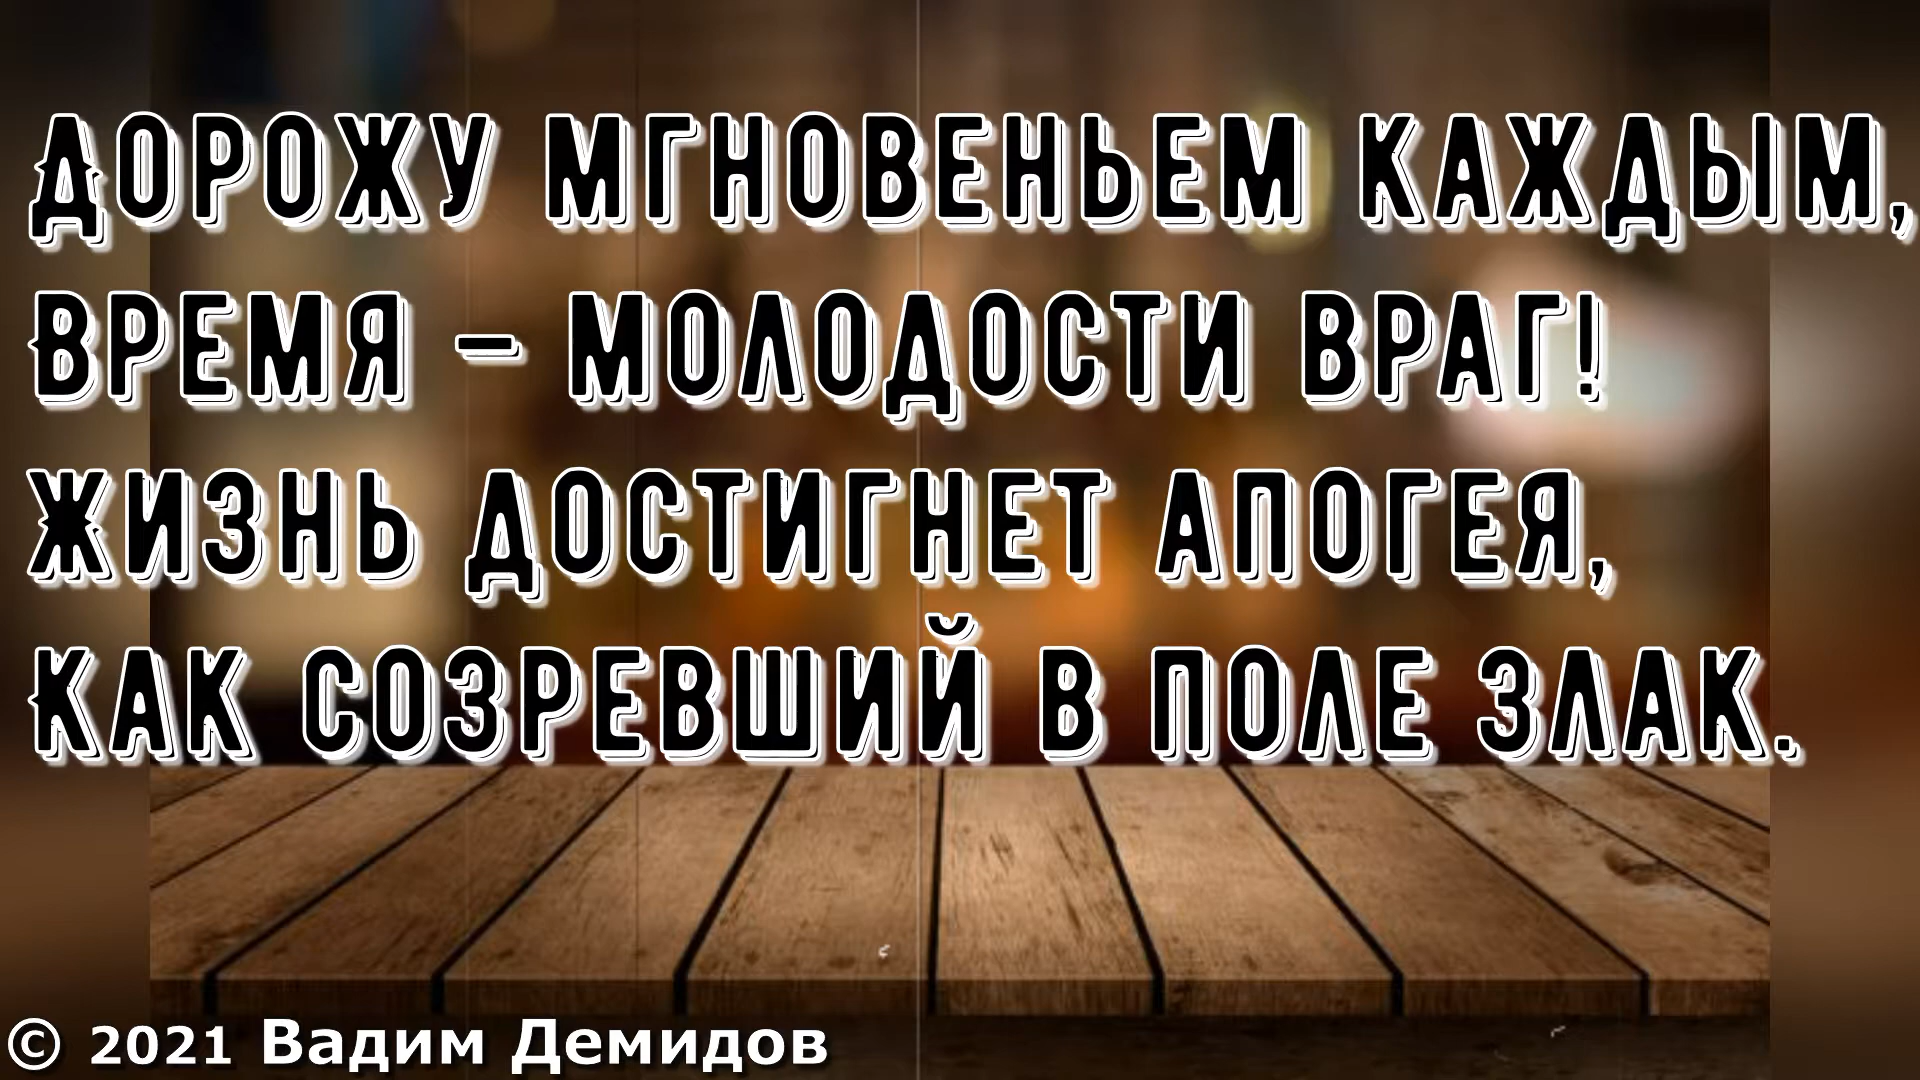 ДОРОЖУ МГНОВЕНЬЕМ КАЖДЫМ,
ВРЕМЯ – МОЛОДОСТИ ВРАГ!
ЖИЗНЬ ДОСТИГНЕТ АПОГЕЯ,
КАК СОЗРЕВШИЙ В ПОЛЕ ЗЛАК.
© 2021 Вадим Демидов